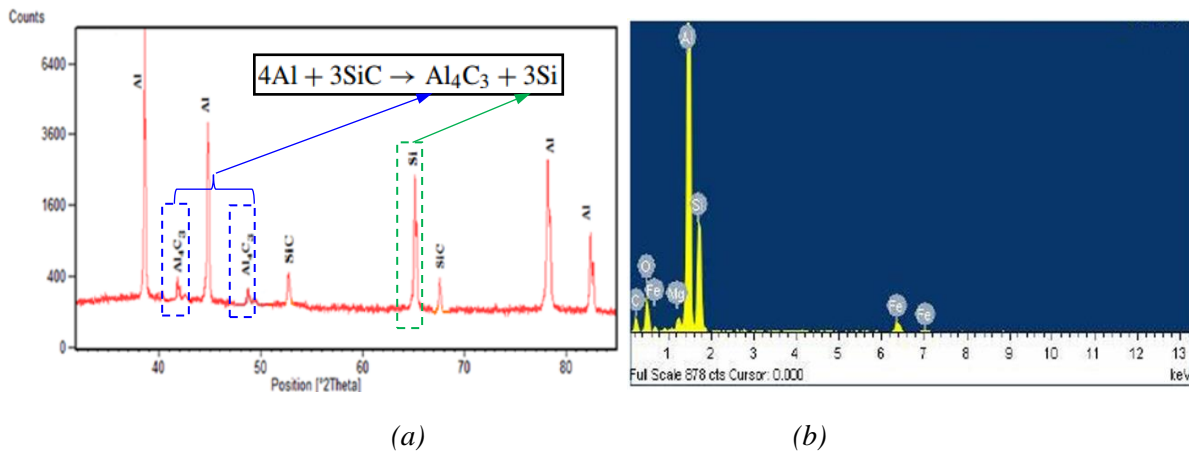 Counts
6400
3600
1600
400
0
4Al + 3SiC → Al₄C₃ + 3Si
Al
Al₄C₃
Al
Al₄C₃
SiC
Si
SiC
Al
Al
40
50
60
70
80
Position [°2Theta]
(a)
Al
Si
O
Fe
C
Mg
Fe
Fe
1
2
3
4
5
6
7
8
9
10
11
12
13
Full Scale 878 cts Cursor: 0.000
keV
(b)